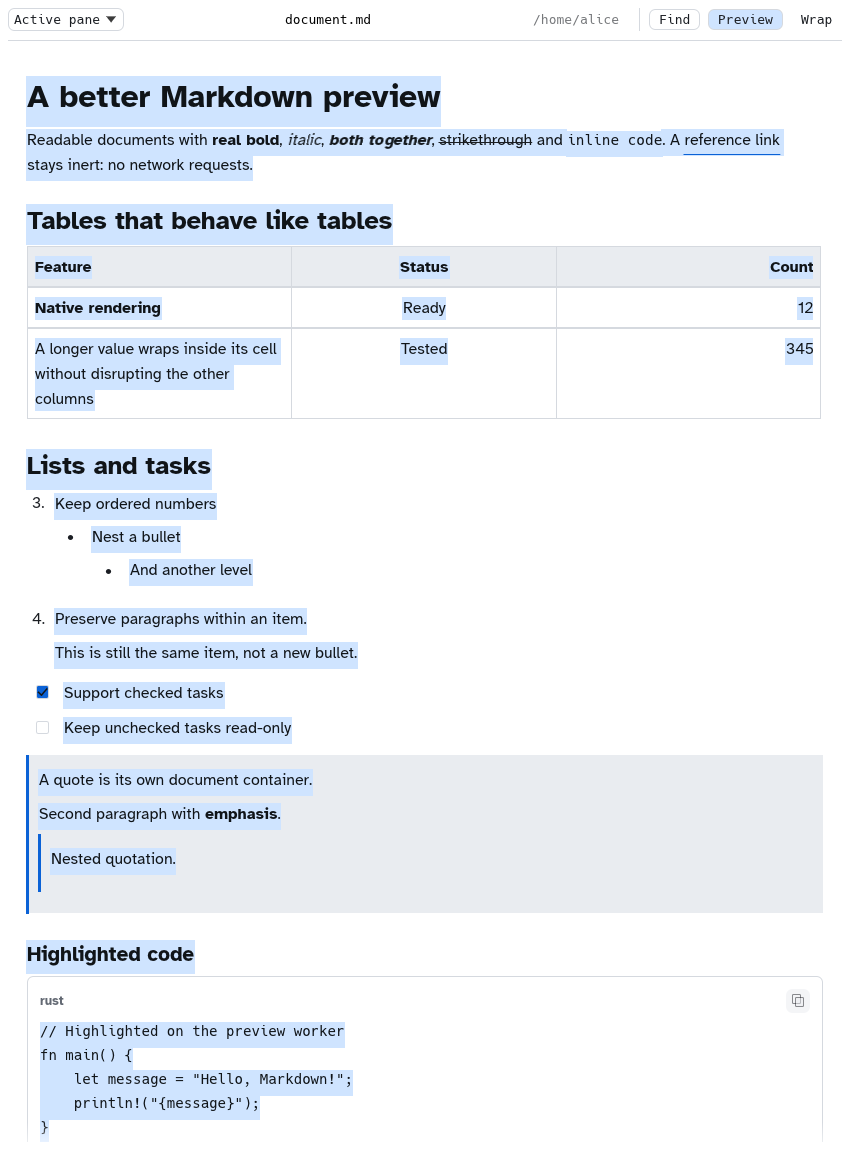 Active pane
document.md
/home/alice
Find
Preview
Wrap
A better Markdown preview
Readable documents with real bold, italic, both together, strikethrough and inline code. A reference link
stays inert: no network requests.
Tables that behave like tables
Feature Status Count
Native rendering Ready 12
A longer value wraps inside its cell Tested 345
without disrupting the other
columns
Lists and tasks
3. Keep ordered numbers
• Nest a bullet
• And another level
4. Preserve paragraphs within an item.
This is still the same item, not a new bullet.
Support checked tasks
Keep unchecked tasks read-only
A quote is its own document container.
Second paragraph with emphasis.
Nested quotation.
Highlighted code
rust
// Highlighted on the preview worker
fn main() {
    let message = "Hello, Markdown!";
    println!("{message}");
}